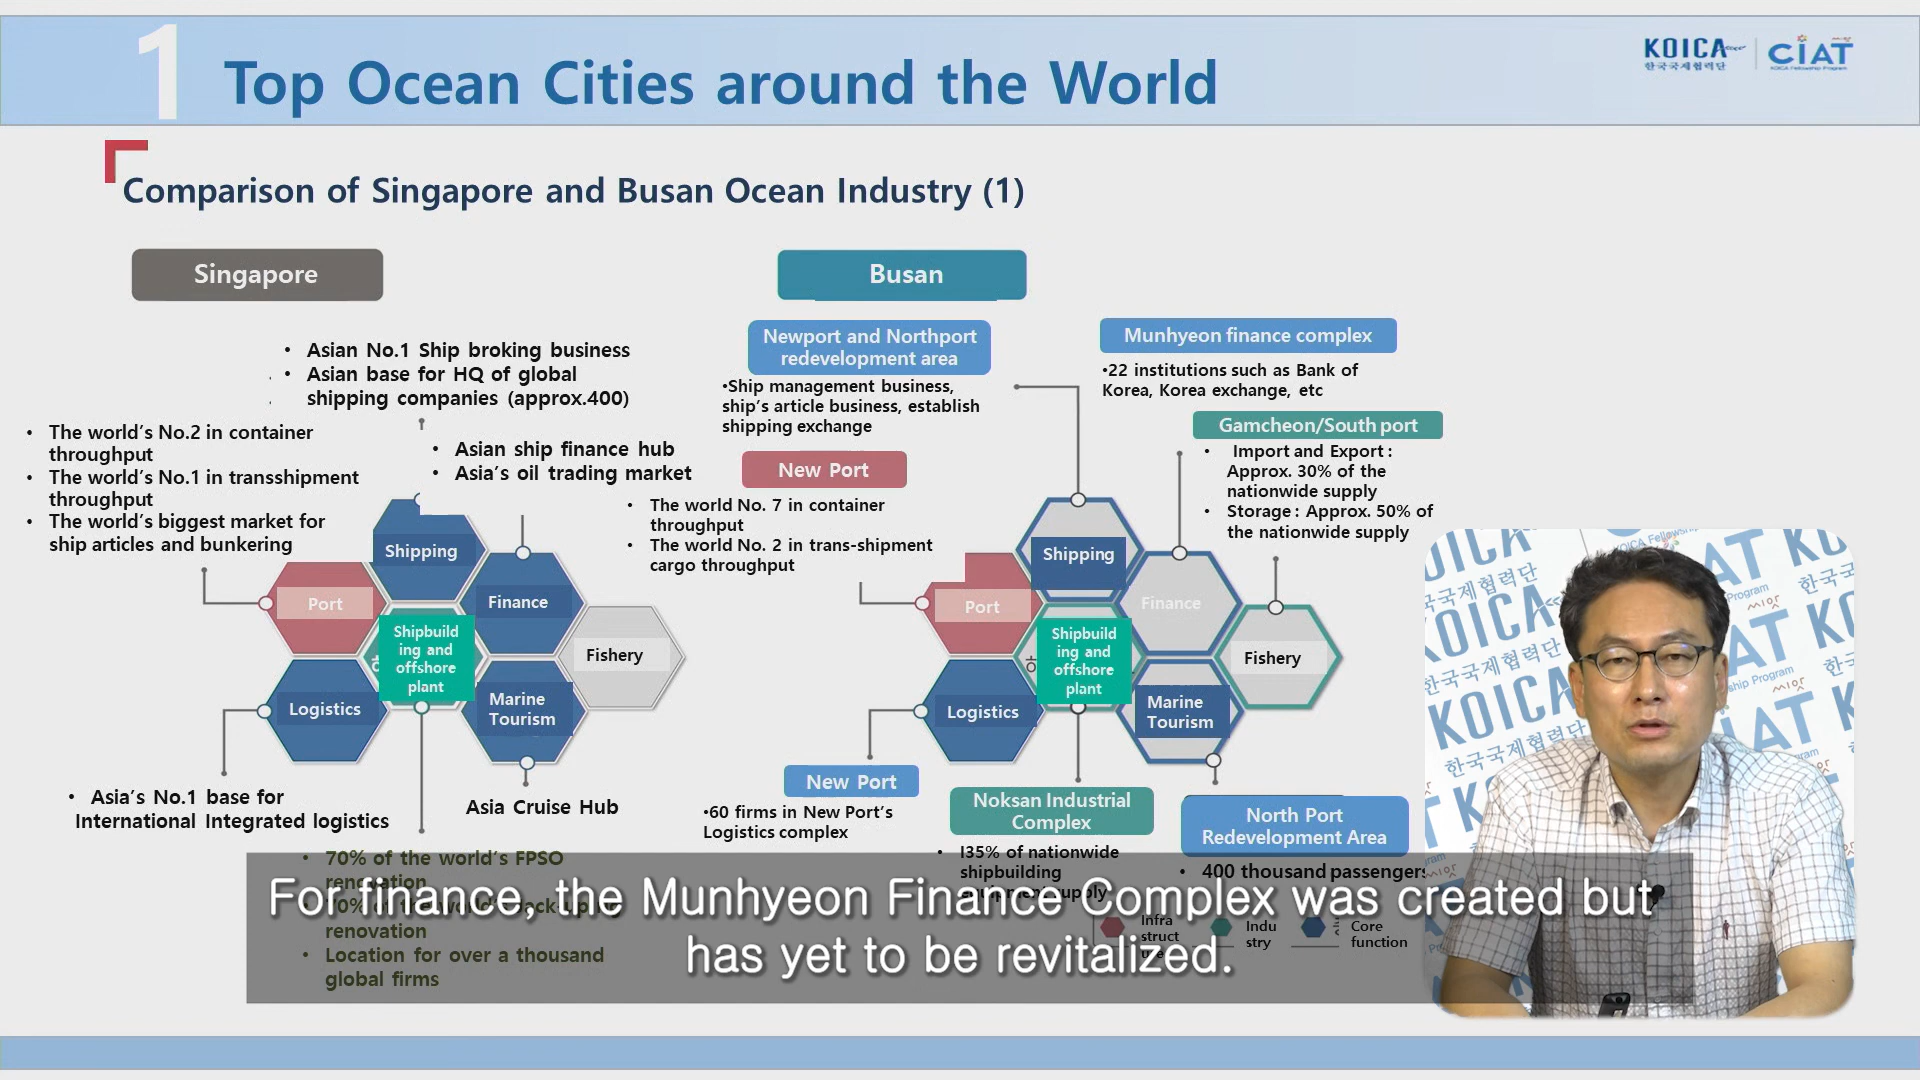 1 Top Ocean Cities around the World
KOICA
한국국제협력단
CIAT
KOICA Fellowship Program
Comparison of Singapore and Busan Ocean Industry (1)
Singapore
• Asian No.1 Ship broking business
• Asian base for HQ of global
shipping companies (approx.400)
• The world's No.2 in container
throughput
• The world's No.1 in transshipment
throughput
• The world's biggest market for
ship articles and bunkering
• Asian ship finance hub
• Asia's oil trading market
Shipping
Port
Finance
Shipbuild
ing and
offshore
plant
Fishery
Logistics
Marine
Tourism
• Asia's No.1 base for
International Integrated logistics
Asia Cruise Hub
• 70% of the world's FPSO
renovation
renovation
• Location for over a thousand
global firms
Busan
Newport and Northport
redevelopment area
•Ship management business,
ship's article business, establish
shipping exchange
Munhyeon finance complex
•22 institutions such as Bank of
Korea, Korea exchange, etc
Gamcheon/South port
• Import and Export :
Approx. 30% of the
nationwide supply
• Storage : Approx. 50% of
the nationwide supply
New Port
• The world No. 7 in container
throughput
• The world No. 2 in trans-shipment
cargo throughput
Shipping
Port
Finance
Shipbuild
ing and
offshore
plant
Fishery
Logistics
Marine
Tourism
New Port
•60 firms in New Port's
Logistics complex
Noksan Industrial
Complex
• I35% of nationwide
shipbuilding
equipment supply
North Port
Redevelopment Area
• 400 thousand passengers
Infra
struct
Indu
stry
Core
function
For finance, the Munhyeon Finance Complex was created but
has yet to be revitalized.